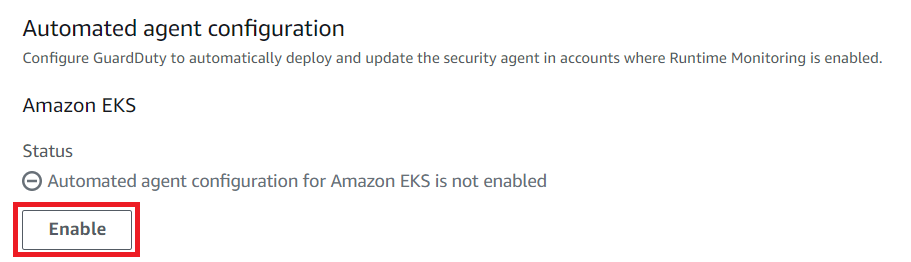 Automated agent configuration
Configure GuardDuty to automatically deploy and update the security agent in accounts where Runtime Monitoring is enabled.
Amazon EKS
Status
Automated agent configuration for Amazon EKS is not enabled
Enable